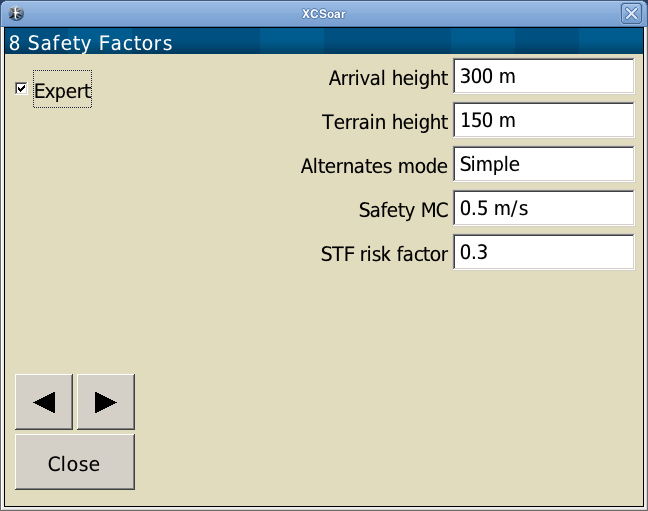 XCSoar
8 Safety Factors
Expert
Arrival height 300 m
Terrain height 150 m
Alternates mode Simple
Safety MC 0.5 m/s
STF risk factor 0.3
Close